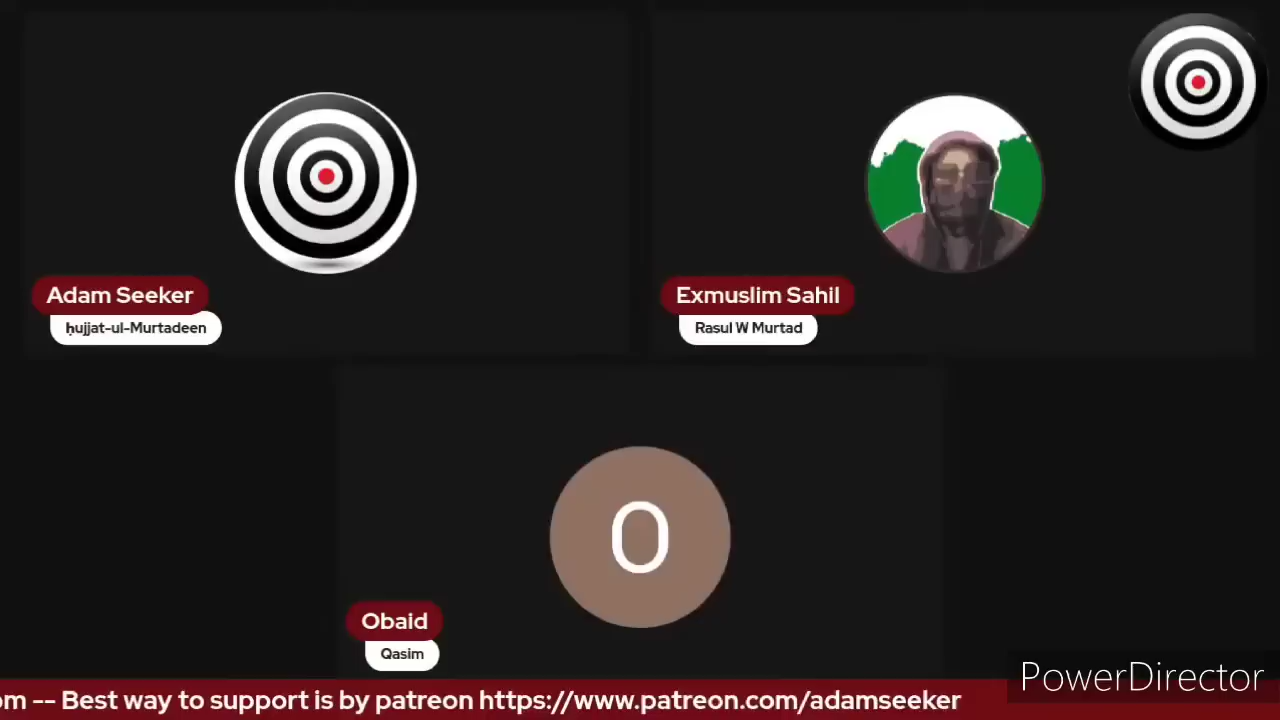 Adam Seeker
ḥujjat-ul-Murtadeen
Exmuslim Sahil
Rasul W Murtad
O
Obaid
Qasim
om -- Best way to support is by patreon https://www.patreon.com/adamseeker
PowerDirector